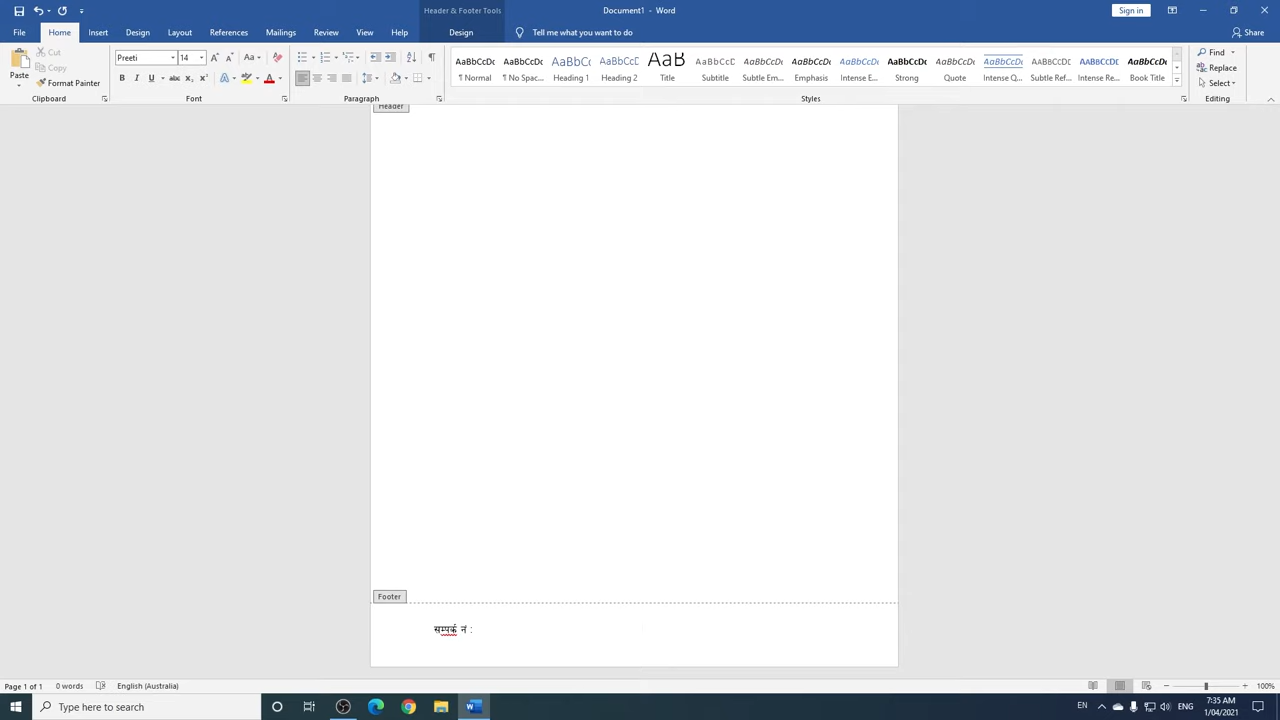 Header & Footer Tools
Document1 - Word
Sign in
File Home Insert Design Layout References Mailings Review View Help Design Tell me what you want to do Share
Paste
Cut
Copy
Format Painter
Clipboard
Preeti 14
Font
Paragraph
AaBbCcDc AaBbCcDc AaBbC( AaBbCcD AaB AaBbCcD AaBbCcDc AaBbCcDc AaBbCcDc AaBbCcDc AaBbCcDc AaBbCcDc AaBbCcDc AaBbCcDc AaBbCcDc
¶ Normal ¶ No Spac... Heading 1 Heading 2 Title Subtitle Subtle Em... Emphasis Intense E... Strong Quote Intense Q... Subtle Ref... Intense Re... Book Title
Styles
Find
Replace
Select
Editing
Header
Footer
सम्पर्क नं :
Page 1 of 1 0 words English (Australia) 100%
Type here to search
ENG
7:35 AM
1/04/2021